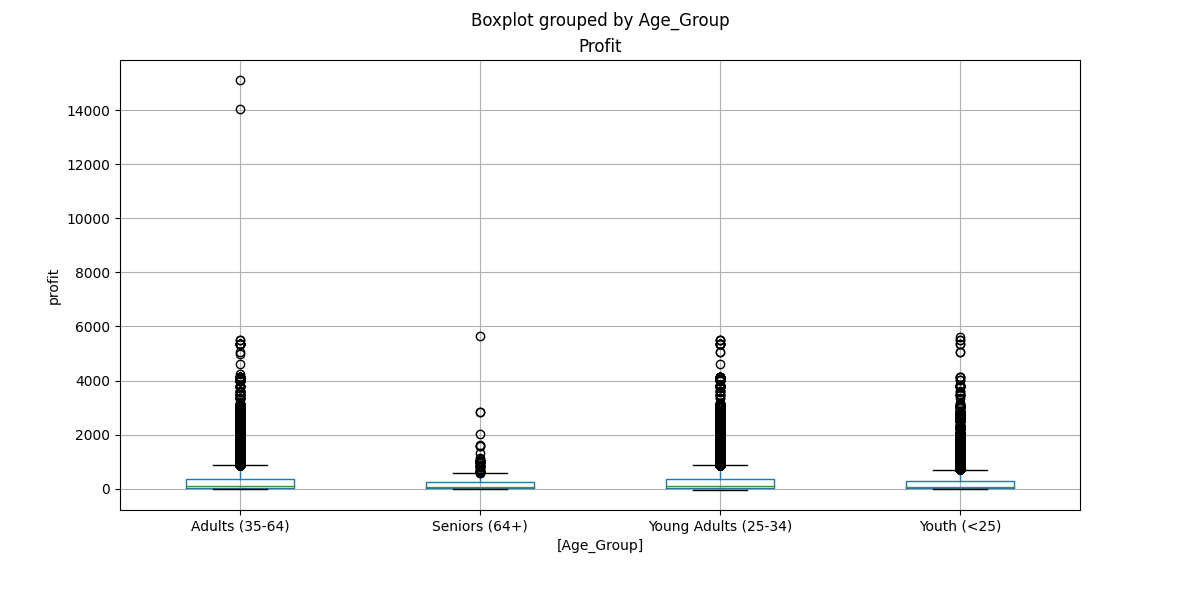 Boxplot grouped by Age_Group
Profit
14000
12000
10000
8000
6000
4000
2000
0
profit
Adults (35-64)
Seniors (64+)
Young Adults (25-34)
Youth (<25)
[Age_Group]